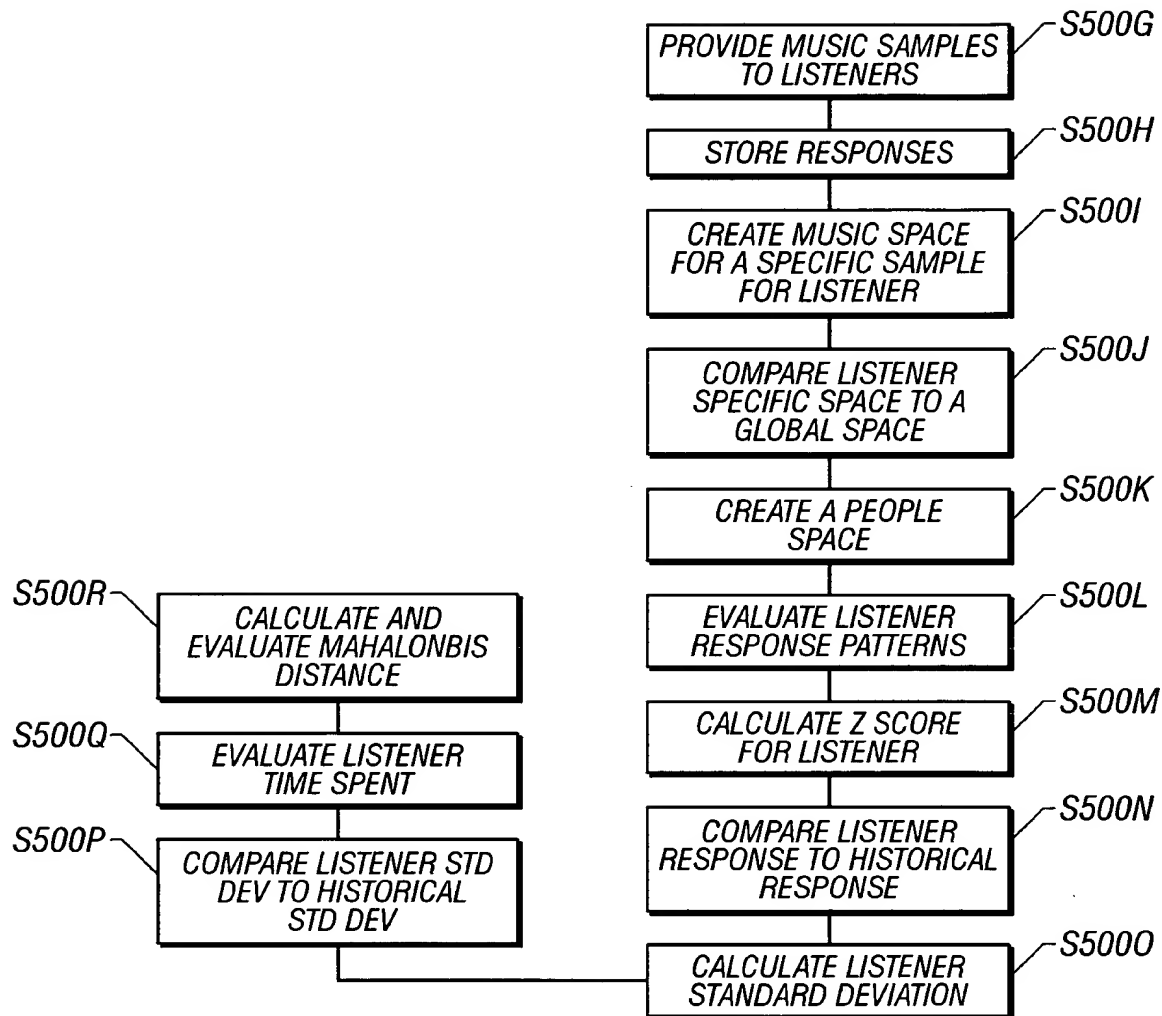 S500G
PROVIDE MUSIC SAMPLES
TO LISTENERS
S500H
STORE RESPONSES
S500I
CREATE MUSIC SPACE
FOR A SPECIFIC SAMPLE
FOR LISTENER
S500J
COMPARE LISTENER
SPECIFIC SPACE TO A
GLOBAL SPACE
S500K
CREATE A PEOPLE
SPACE
S500L
EVALUATE LISTENER
RESPONSE PATTERNS
S500M
CALCULATE Z SCORE
FOR LISTENER
S500N
COMPARE LISTENER
RESPONSE TO HISTORICAL
RESPONSE
S500O
CALCULATE LISTENER
STANDARD DEVIATION
S500P
COMPARE LISTENER STD
DEV TO HISTORICAL
STD DEV
S500Q
EVALUATE LISTENER
TIME SPENT
S500R
CALCULATE AND
EVALUATE MAHALONBIS
DISTANCE